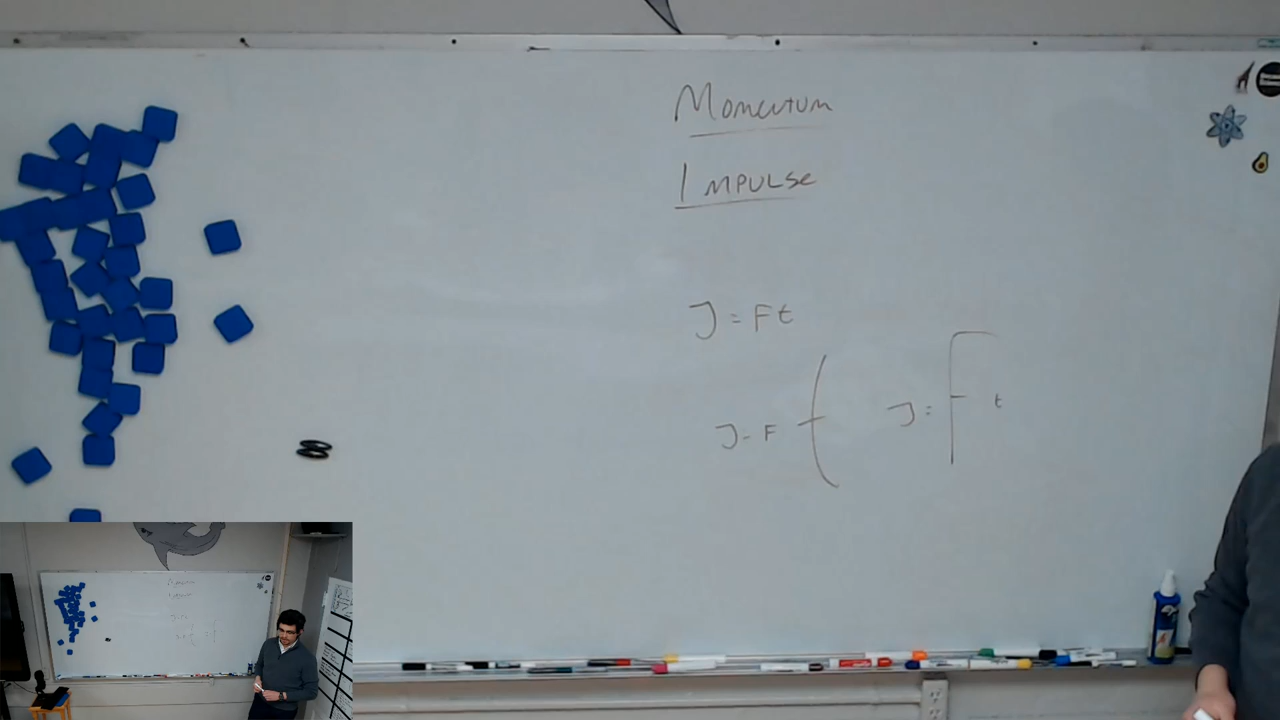 Momentum
Impulse
J = Ft
J = F t
J = F t